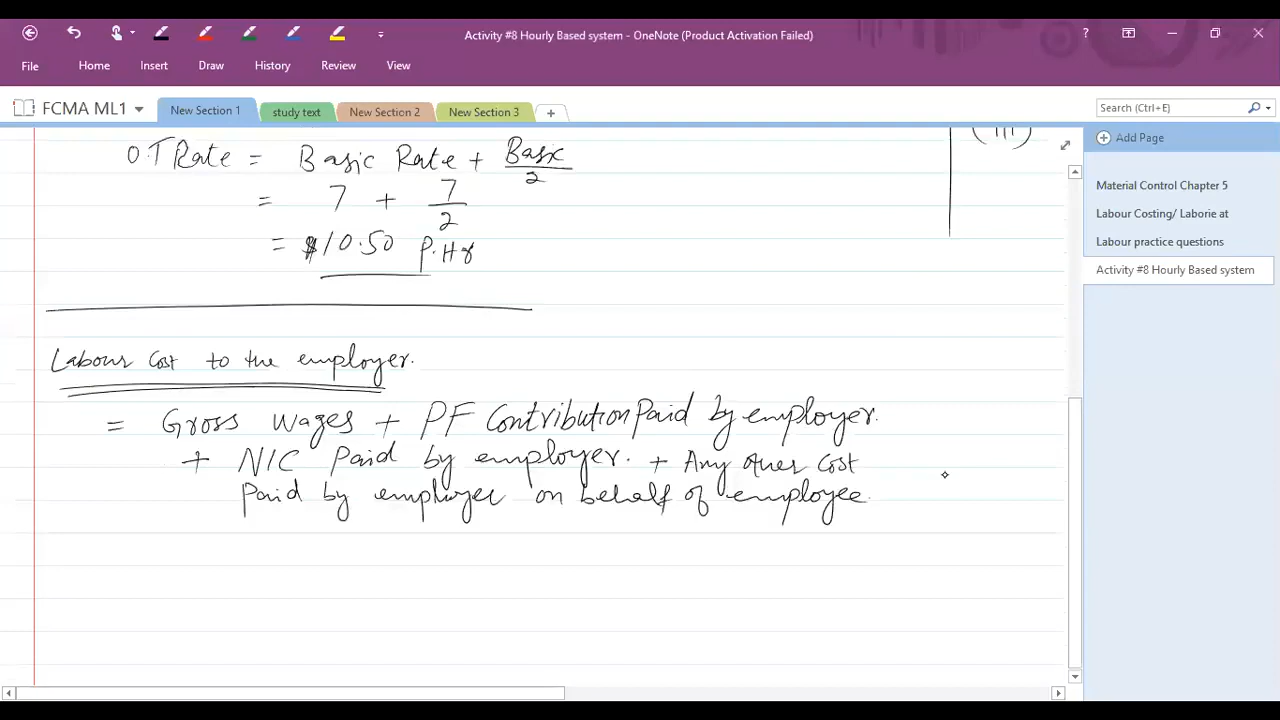 Activity #8 Hourly Based system - OneNote (Product Activation Failed)
File Home Insert Draw History Review View
FCMA ML1 New Section 1 study text New Section 2 New Section 3
Search (Ctrl+E)
Add Page
Material Control Chapter 5
Labour Costing/ Laborie at
Labour practice questions
Activity #8 Hourly Based system
(III)
O.T Rate = Basic Rate + Basic/2
= 7 + 7/2
= $10.50 P.Hr
Labour Cost to the employer.
= Gross Wages + PF Contribution Paid by employer.
+ NIC Paid by employer. + Any other Cost
Paid by employer on behalf of employee.